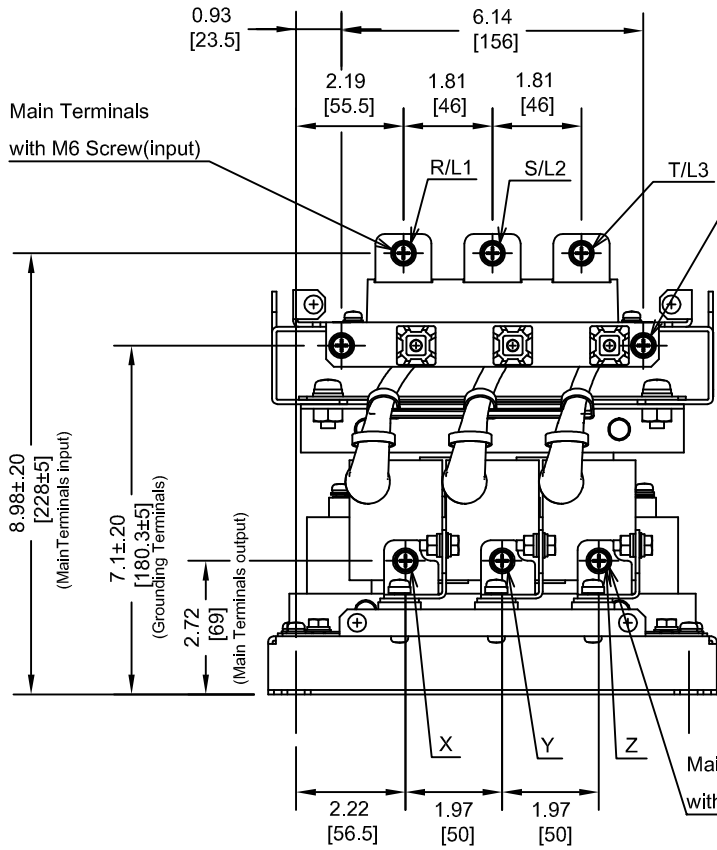 0.93
[23.5]
6.14
[156]
2.19
[55.5]
1.81
[46]
1.81
[46]
Main Terminals
with M6 Screw(input)
R/L1
S/L2
T/L3
8.98±.20
[228±5]
(MainTerminals input)
7.1±.20
[180.3±5]
(Grounding Terminals)
2.72
[69]
(Main Terminals output)
X
Y
Z
Mai
with
2.22
[56.5]
1.97
[50]
1.97
[50]